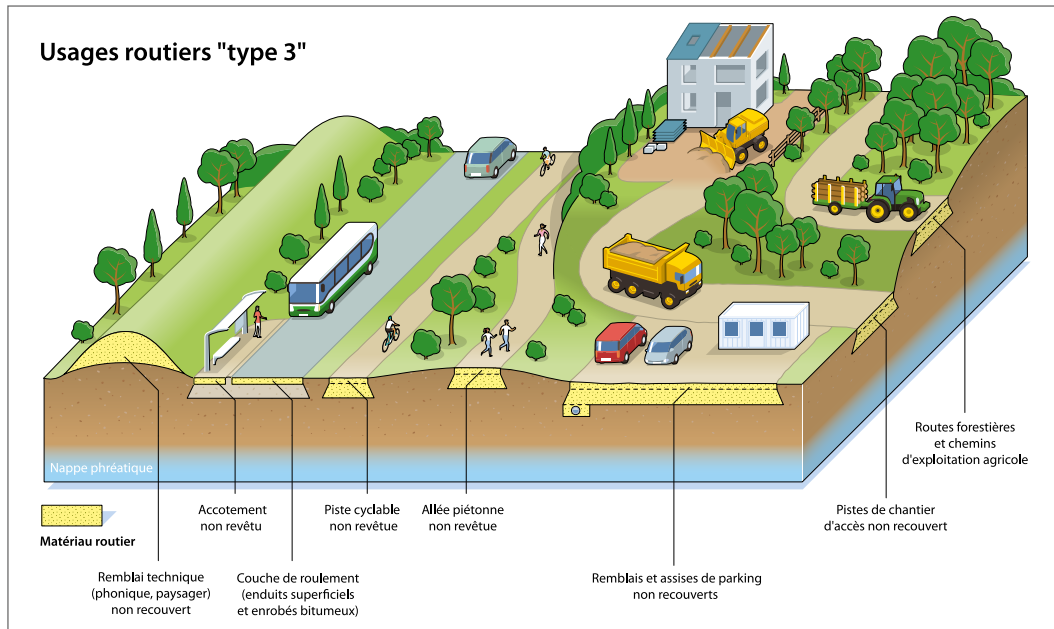 Usages routiers "type 3"
Nappe phréatique
Matériau routier
Remblai technique
(phonique, paysager)
non recouvert
Accotement
non revêtu
Couche de roulement
(enduits superficiels
et enrobés bitumeux)
Piste cyclable
non revêtue
Allée piétonne
non revêtue
Remblais et assises de parking
non recouverts
Pistes de chantier
d'accès non recouvert
Routes forestières
et chemins
d'exploitation agricole